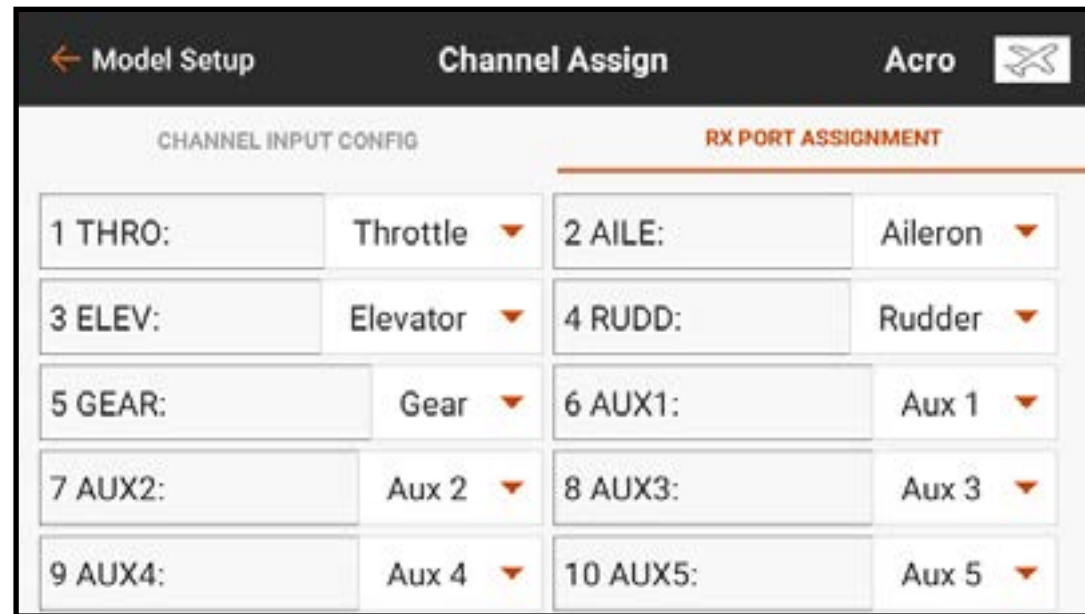 Model Setup Channel Assign Acro
CHANNEL INPUT CONFIG RX PORT ASSIGNMENT
1 THRO: Throttle 2 AILE: Aileron
3 ELEV: Elevator 4 RUDD: Rudder
5 GEAR: Gear 6 AUX1: Aux 1
7 AUX2: Aux 2 8 AUX3: Aux 3
9 AUX4: Aux 4 10 AUX5: Aux 5